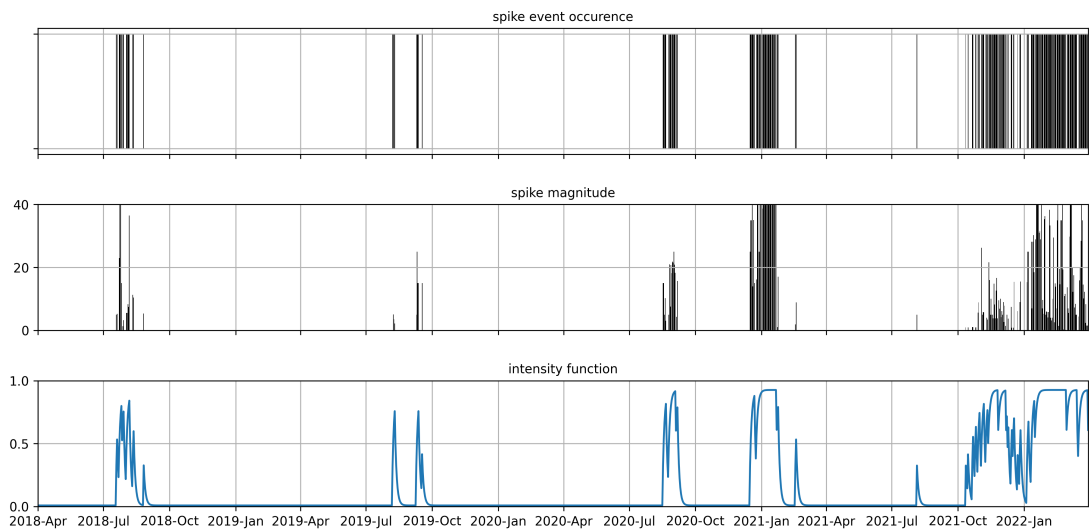 spike event occurence
spike magnitude
40
20
0
intensity function
1.0
0.5
0.0
2018-Apr 2018-Jul 2018-Oct 2019-Jan 2019-Apr 2019-Jul 2019-Oct 2020-Jan 2020-Apr 2020-Jul 2020-Oct 2021-Jan 2021-Apr 2021-Jul 2021-Oct 2022-Jan